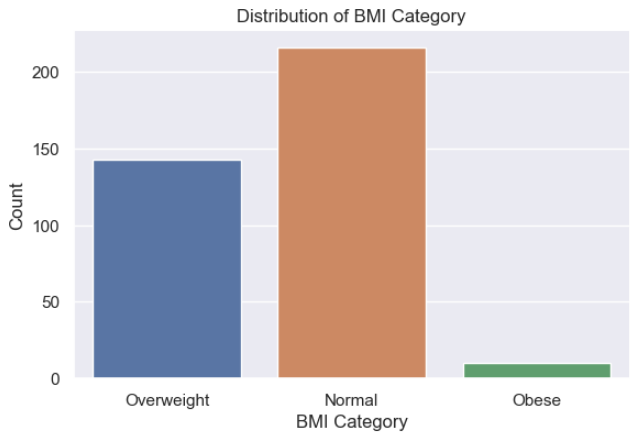 Distribution of BMI Category
200
150
100
50
0
Count
Overweight Normal Obese
BMI Category